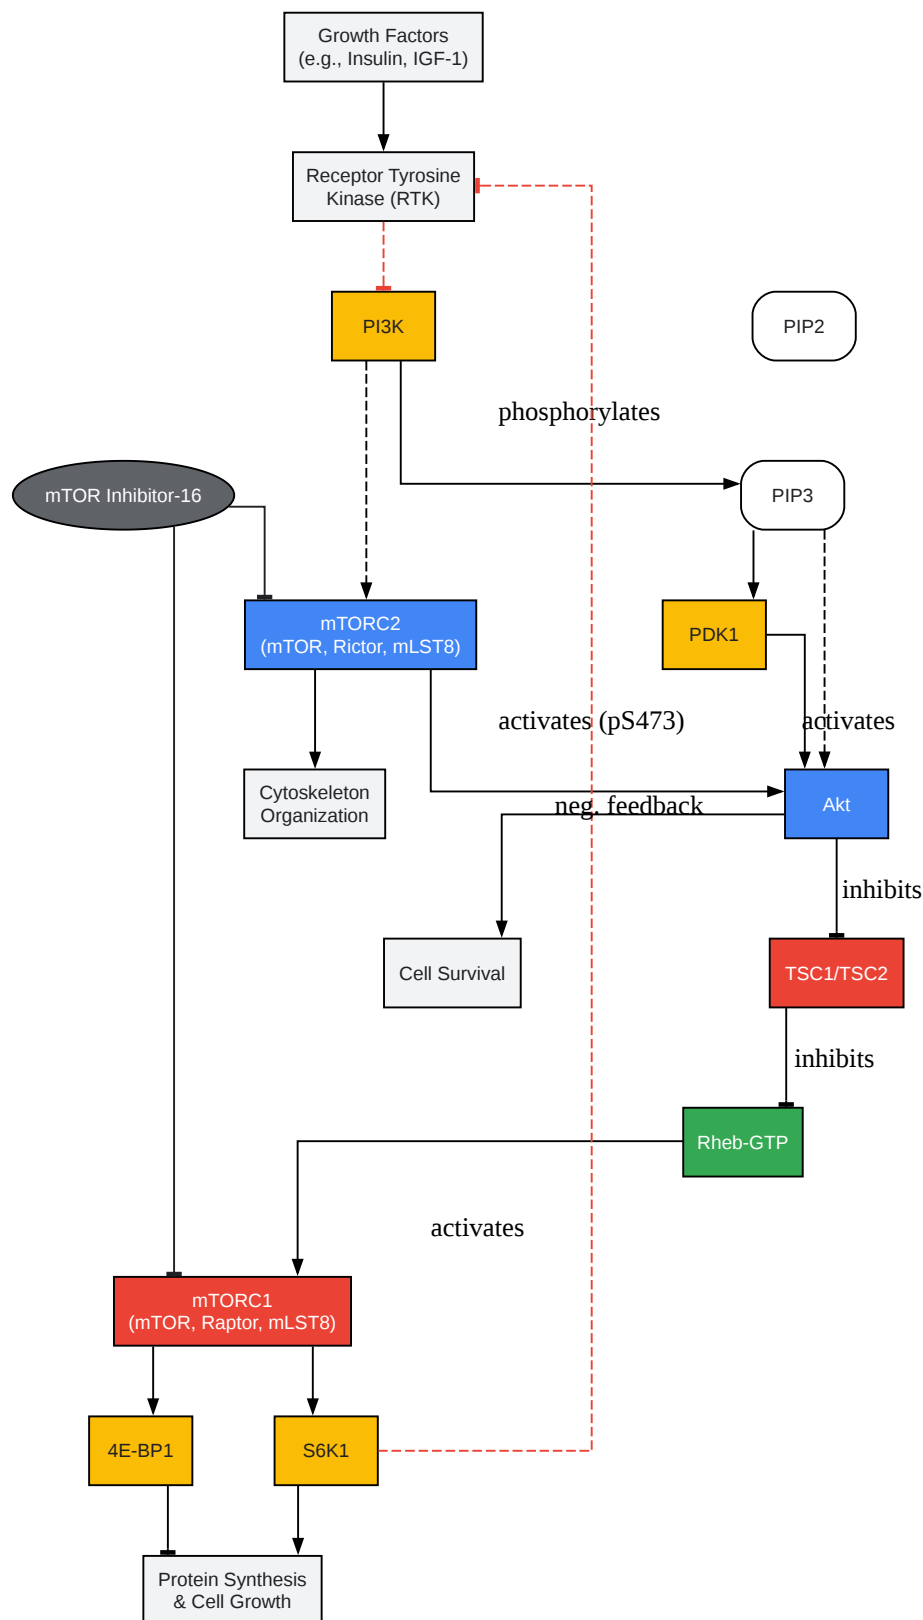 Growth Factors
(e.g., Insulin, IGF-1)
Receptor Tyrosine
Kinase (RTK)
PI3K
PIP2
phosphorylates
mTOR Inhibitor-16
PIP3
mTORC2
(mTOR, Rictor, mLST8)
PDK1
activates (pS473)
activates
Cytoskeleton
Organization
neg. feedback
Akt
inhibits
Cell Survival
TSC1/TSC2
inhibits
Rheb-GTP
activates
mTORC1
(mTOR, Raptor, mLST8)
4E-BP1
S6K1
Protein Synthesis
& Cell Growth